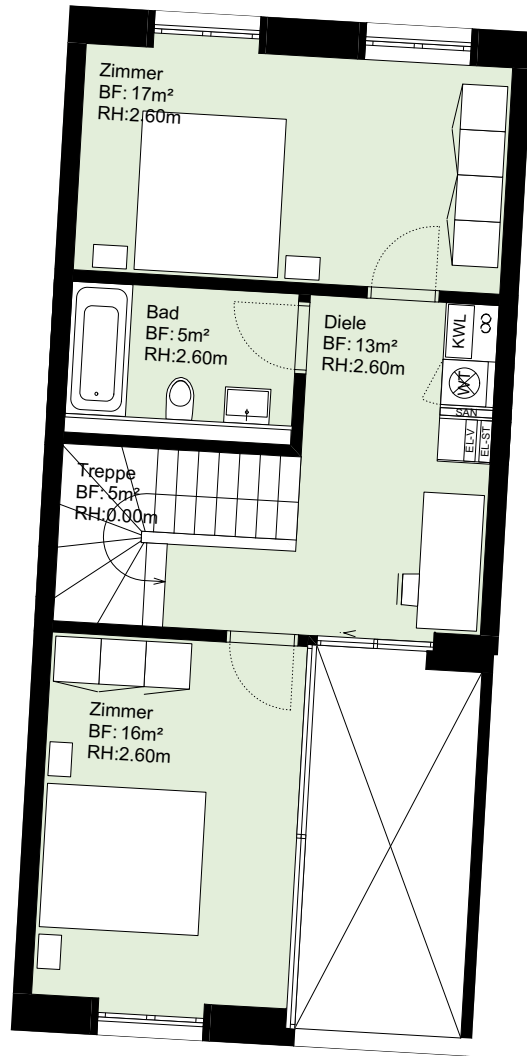 Zimmer
BF: 17m²
RH:2.60m
Bad
BF: 5m²
RH:2.60m
Diele
BF: 13m²
RH:2.60m
KWL
WT
SAN
EL-V
EL-ST
Treppe
BF: 5m²
RH:0.00m
Zimmer
BF: 16m²
RH:2.60m